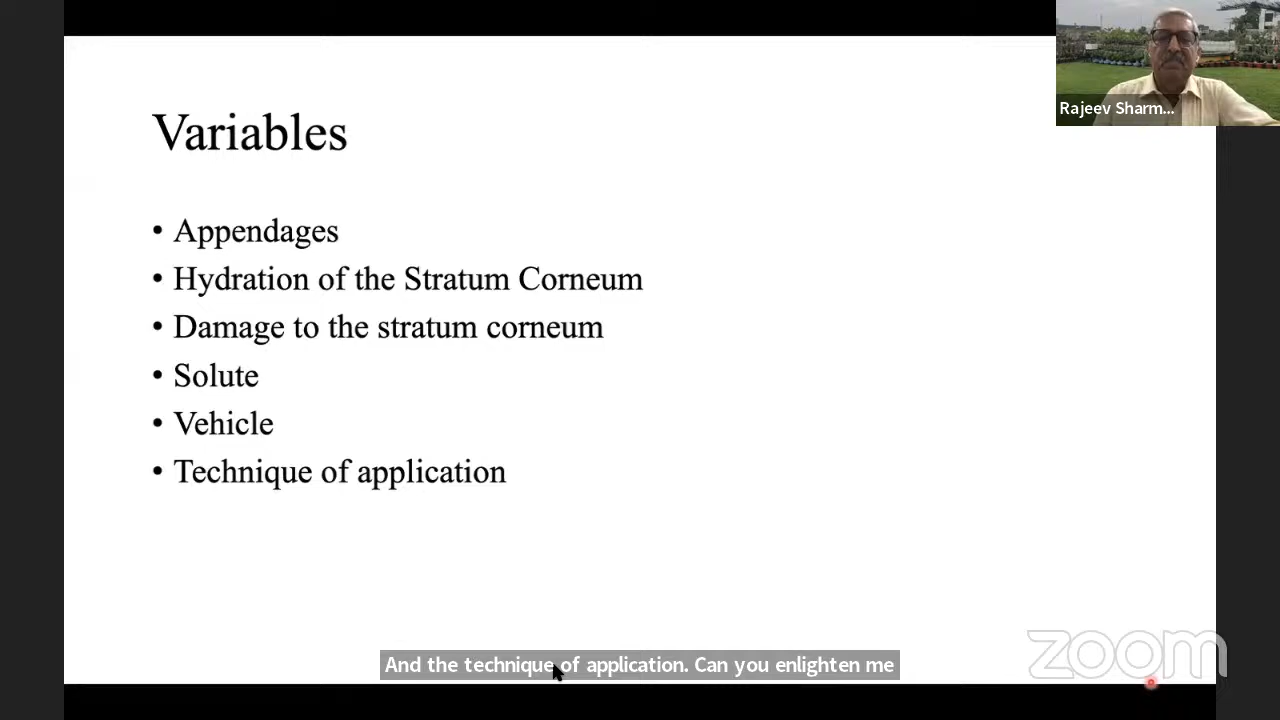 Rajeev Sharm...
Variables
• Appendages
• Hydration of the Stratum Corneum
• Damage to the stratum corneum
• Solute
• Vehicle
• Technique of application
And the technique of application. Can you enlighten me
zoom